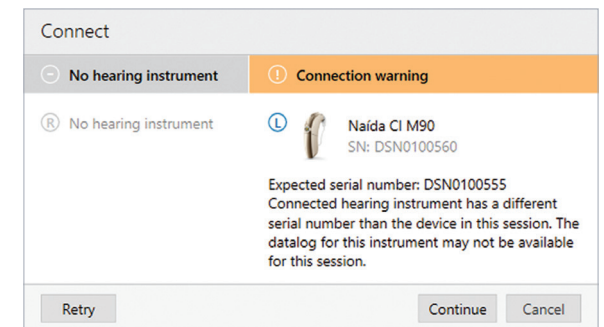 Connect
No hearing instrument
! Connection warning
R No hearing instrument
L Naída CI M90
SN: DSN0100560
Expected serial number: DSN0100555
Connected hearing instrument has a different
serial number than the device in this session. The
datalog for this instrument may not be available
for this session.
Retry
Continue
Cancel